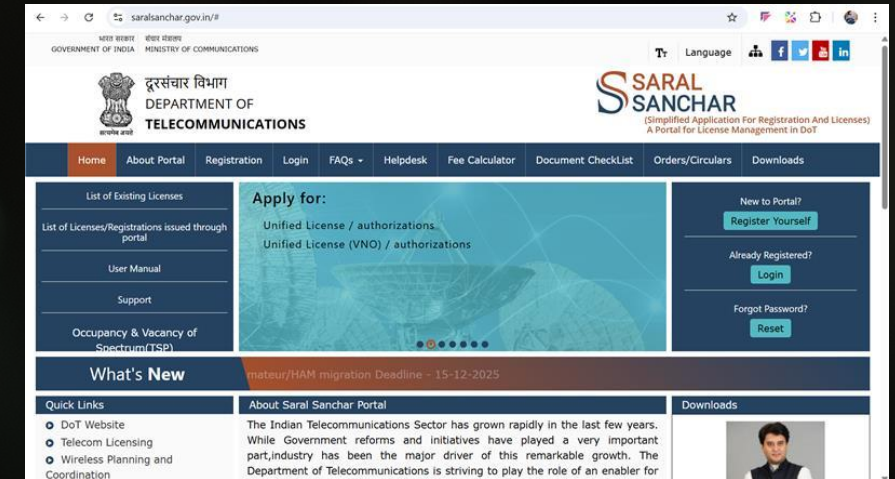 saralsanchar.gov.in/#
भारत सरकार
GOVERNMENT OF INDIA
संचार मंत्रालय
MINISTRY OF COMMUNICATIONS
Tт Language
f
in
सत्यमेव जयते
दूरसंचार विभाग
DEPARTMENT OF
TELECOMMUNICATIONS
SARAL
SANCHAR
(Simplified Application For Registration And Licenses)
A Portal for License Management in DoT
Home About Portal Registration Login FAQs Helpdesk Fee Calculator Document CheckList Orders/Circulars Downloads
List of Existing Licenses
List of Licenses/Registrations issued through
portal
User Manual
Support
Occupancy & Vacancy of
Spectrum(TSP)
Apply for:
Unified License / authorizations
Unified License (VNO) / authorizations
New to Portal?
Register Yourself
Already Registered?
Login
Forgot Password?
Reset
What's New
mateur/HAM migration Deadline - 15-12-2025
Quick Links
DoT Website
Telecom Licensing
Wireless Planning and
Coordination
About Saral Sanchar Portal
The Indian Telecommunications Sector has grown rapidly in the last few years.
While Government reforms and initiatives have played a very important
part,industry has been the major driver of this remarkable growth. The
Department of Telecommunications is striving to play the role of an enabler for
Downloads